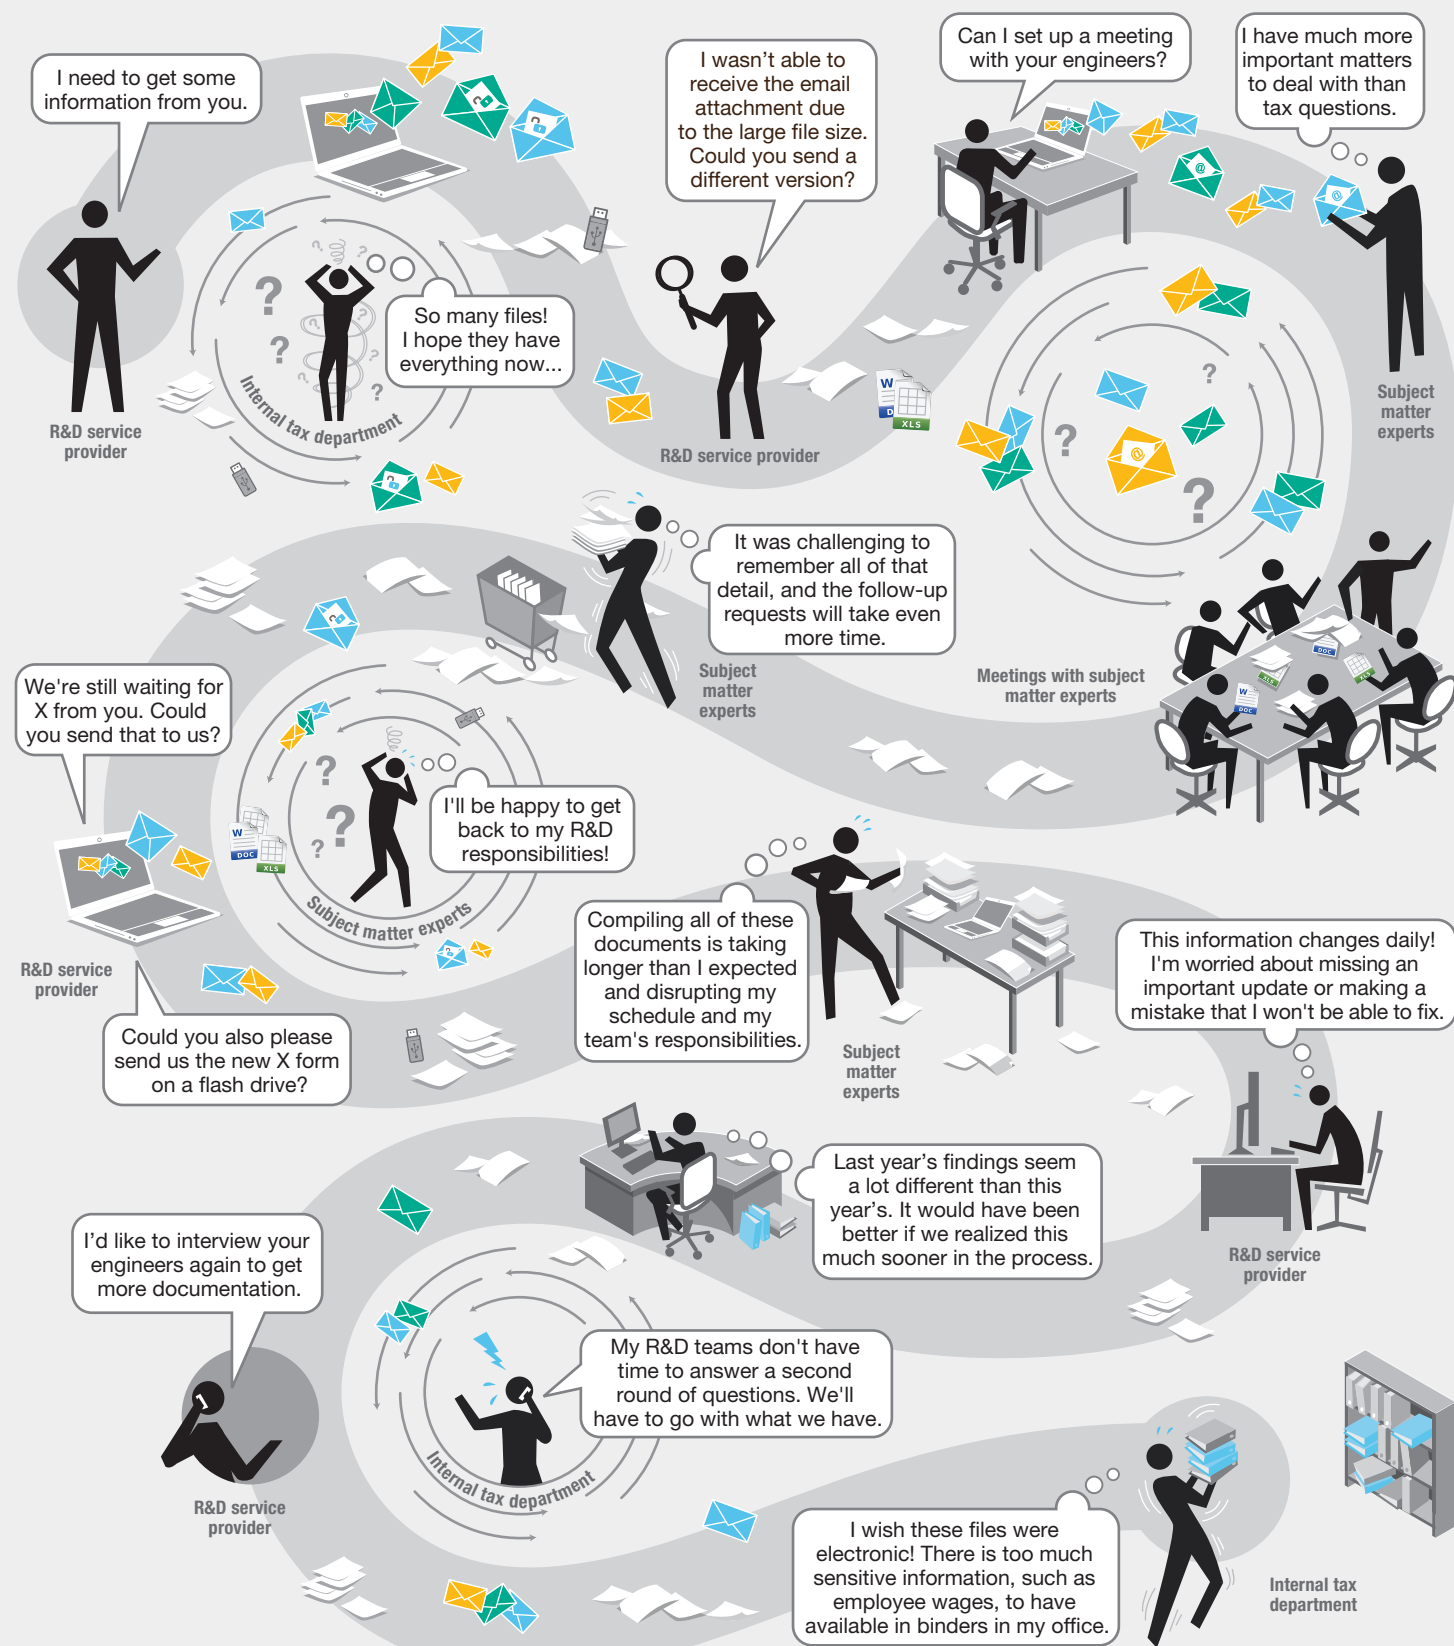 I need to get some
information from you.
I wasn't able to
receive the email
attachment due
to the large file size.
Could you send a
different version?
Can I set up a meeting
with your engineers?
I have much more
important matters
to deal with than
tax questions.
So many files!
I hope they have
everything now...
Internal tax department
R&D service
provider
R&D service provider
Subject
matter
experts
W
D
XLS
It was challenging to
remember all of that
detail, and the follow-up
requests will take even
more time.
Subject
matter
experts
Meetings with subject
matter experts
DOC
XLS
XLS
W
DOC
We're still waiting for
X from you. Could
you send that to us?
I'll be happy to get
back to my R&D
responsibilities!
W
DOC
XLS
Subject matter experts
R&D service
provider
Could you also please
send us the new X form
on a flash drive?
Compiling all of these
documents is taking
longer than I expected
and disrupting my
schedule and my
team's responsibilities.
Subject
matter
experts
This information changes daily!
I'm worried about missing an
important update or making a
mistake that I won't be able to fix.
R&D service
provider
Last year's findings seem
a lot different than this
year's. It would have been
better if we realized this
much sooner in the process.
I'd like to interview your
engineers again to get
more documentation.
R&D service
provider
My R&D teams don't have
time to answer a second
round of questions. We'll
have to go with what we have.
Internal tax department
I wish these files were
electronic! There is too much
sensitive information, such as
employee wages, to have
available in binders in my office.
Internal tax
department